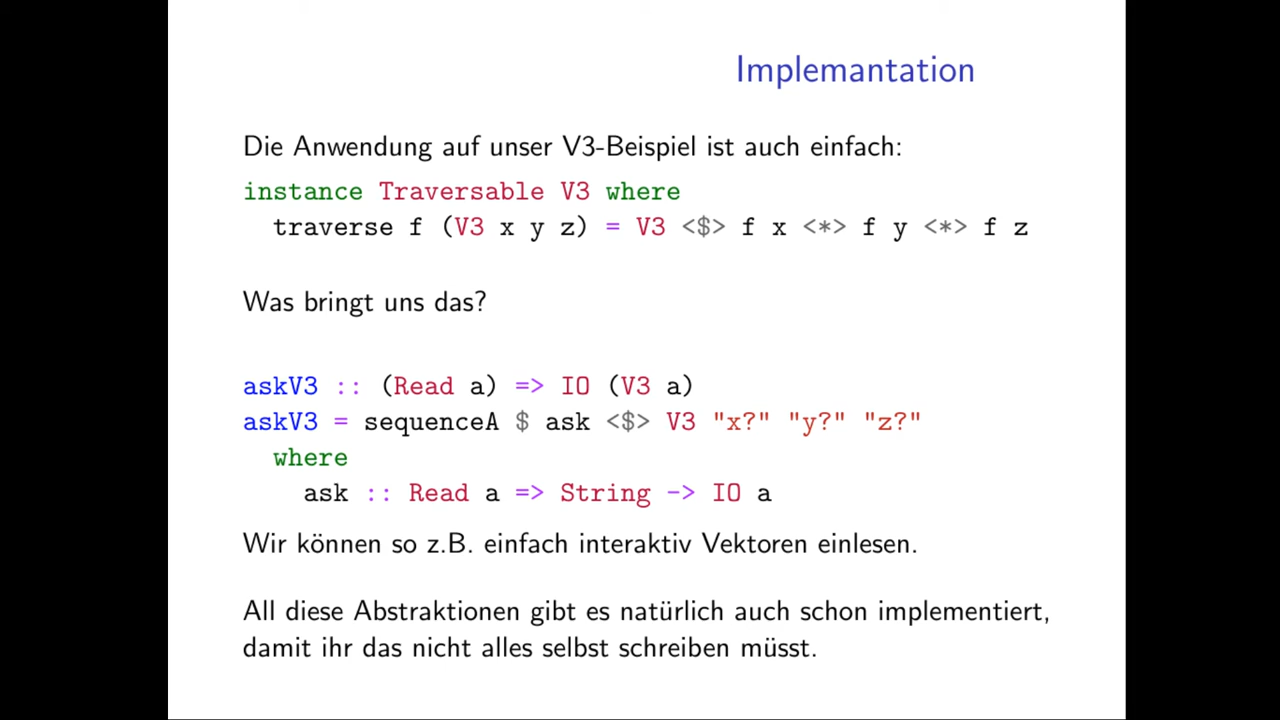 Implemantation
Die Anwendung auf unser V3-Beispiel ist auch einfach:
instance Traversable V3 where
  traverse f (V3 x y z) = V3 <$> f x <*> f y <*> f z
Was bringt uns das?
askV3 :: (Read a) => IO (V3 a)
askV3 = sequenceA $ ask <$> V3 "x?" "y?" "z?"
  where
    ask :: Read a => String -> IO a
Wir können so z.B. einfach interaktiv Vektoren einlesen.
All diese Abstraktionen gibt es natürlich auch schon implementiert,
damit ihr das nicht alles selbst schreiben müsst.